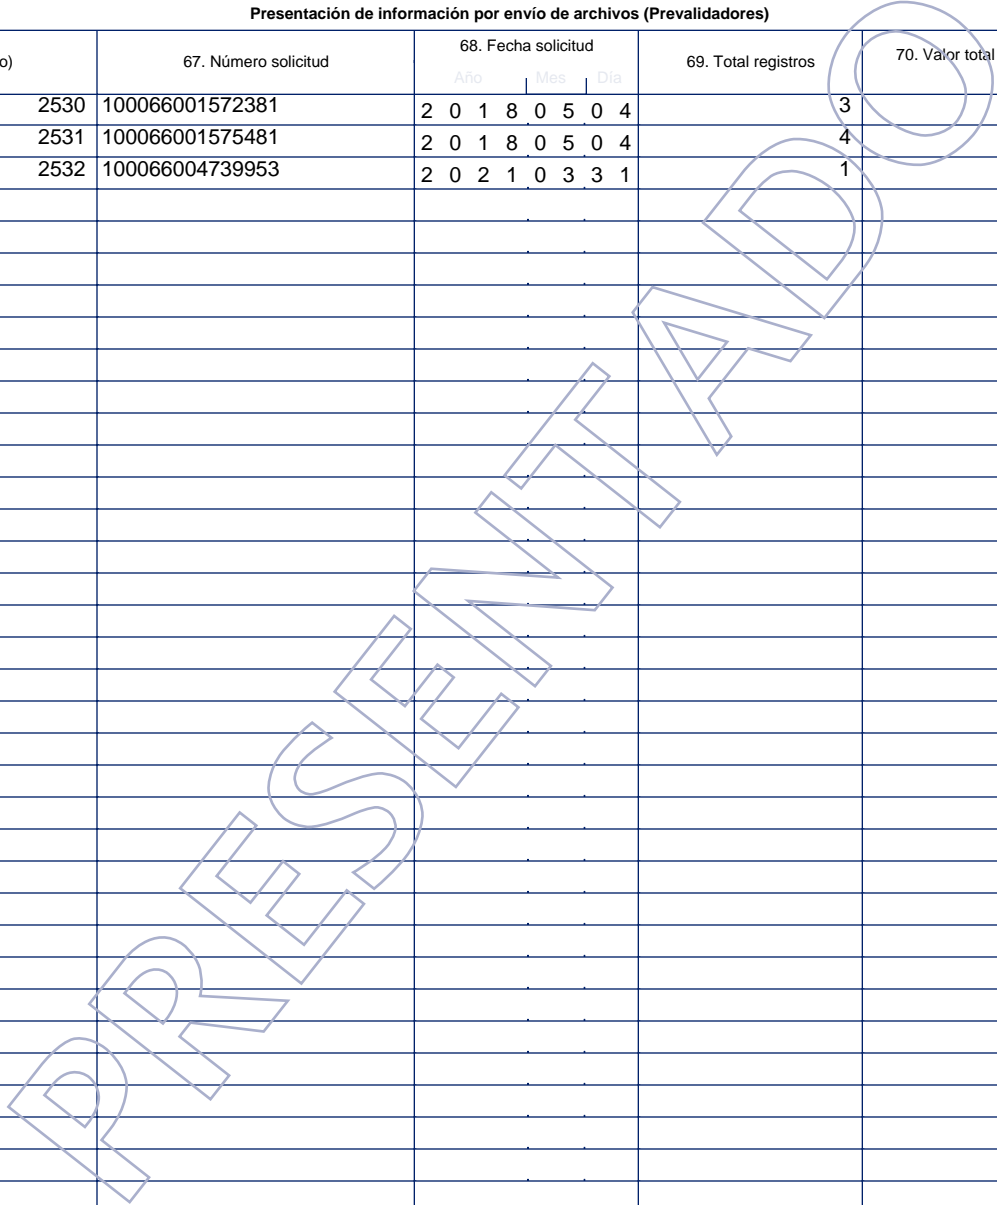 Presentación de información por envío de archivos (Prevalidadores)
o) 67. Número solicitud 68. Fecha solicitud 69. Total registros 70. Valor total
Año Mes Día
2530 100066001572381 2 0 1 8 0 5 0 4 3
2531 100066001575481 2 0 1 8 0 5 0 4 4
2532 100066004739953 2 0 2 1 0 3 3 1 1
PRESENTADO